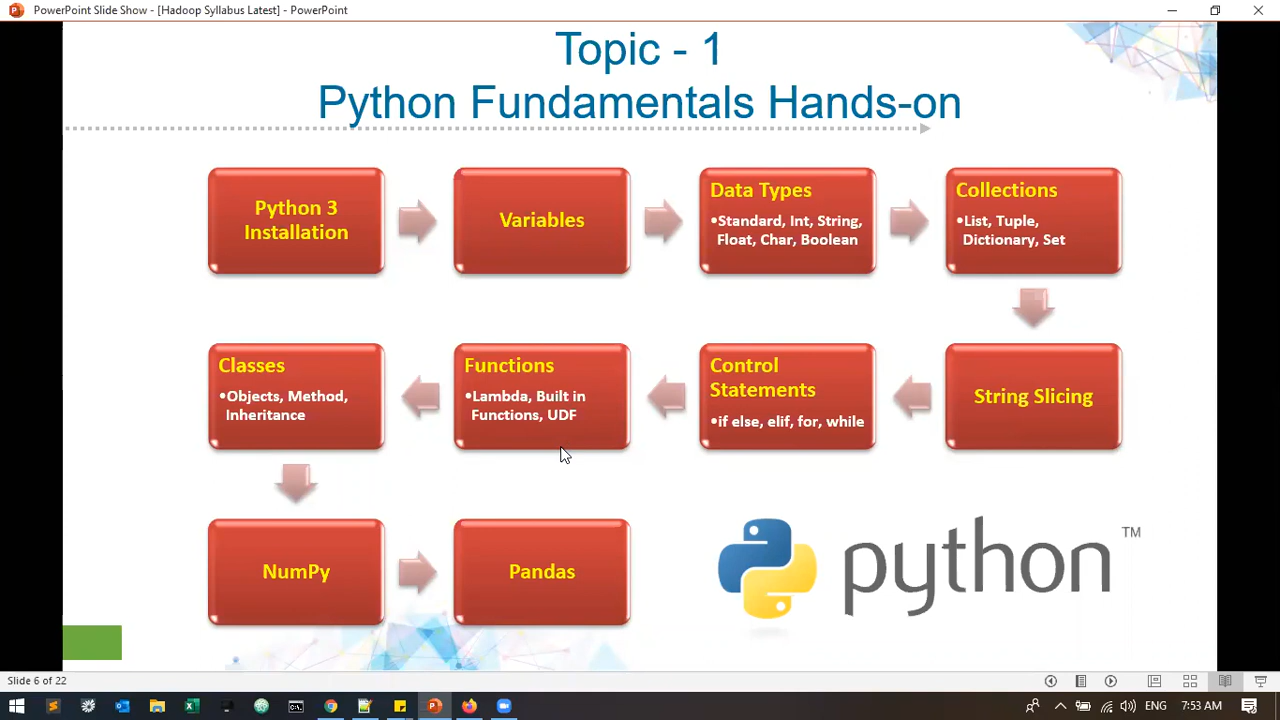 PowerPoint Slide Show - [Hadoop Syllabus Latest] - PowerPoint
Topic - 1
Python Fundamentals Hands-on
Python 3
Installation
Variables
Data Types
•Standard, Int, String,
Float, Char, Boolean
Collections
•List, Tuple,
Dictionary, Set
String Slicing
Control
Statements
•if else, elif, for, while
Functions
•Lambda, Built in
Functions, UDF
Classes
•Objects, Method,
Inheritance
NumPy
Pandas
python™
Slide 6 of 22
ENG
7:53 AM